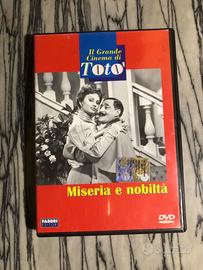 Il Grande
Cinema di
Totò
Miseria e nobiltà
FABBRI
DVD